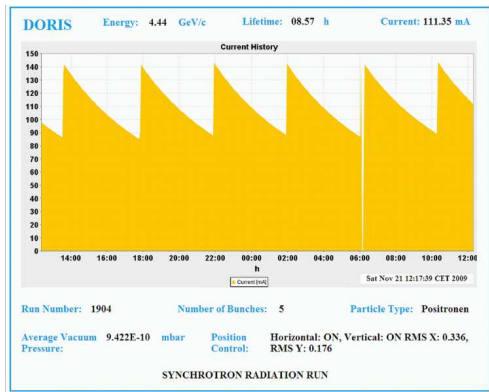 DORIS Energy: 4.44 GeV/c Lifetime: 08.57 h Current: 111.35 mA
Current History
150
140
130
120
110
100
90
80
70
60
50
40
30
20
10
0
14:00 16:00 18:00 20:00 22:00 00:00 02:00 04:00 06:00 08:00 10:00 12:00
h
Current [mA]
Sat Nov 21 12:17:39 CET 2009
Run Number: 1904 Number of Bunches: 5 Particle Type: Positronen
Average Vacuum 9.422E-10 mbar Position Horizontal: ON, Vertical: ON RMS X: 0.336,
Pressure: Control: RMS Y: 0.176
SYNCHROTRON RADIATION RUN